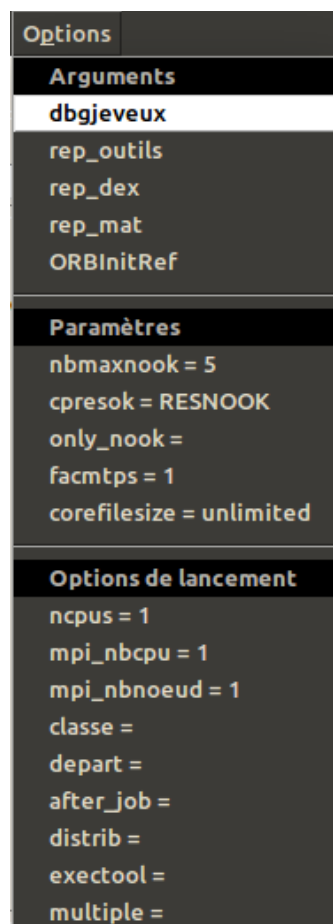 Options
Arguments
dbgjeveux
rep_outils
rep_dex
rep_mat
ORBInitRef
Paramètres
nbmaxnook = 5
cpresok = RESNOOK
only_nook =
facmtps = 1
corefilesize = unlimited
Options de lancement
ncpus = 1
mpi_nbcpu = 1
mpi_nbnoeud = 1
classe =
depart =
after_job =
distrib =
exectool =
multiple =